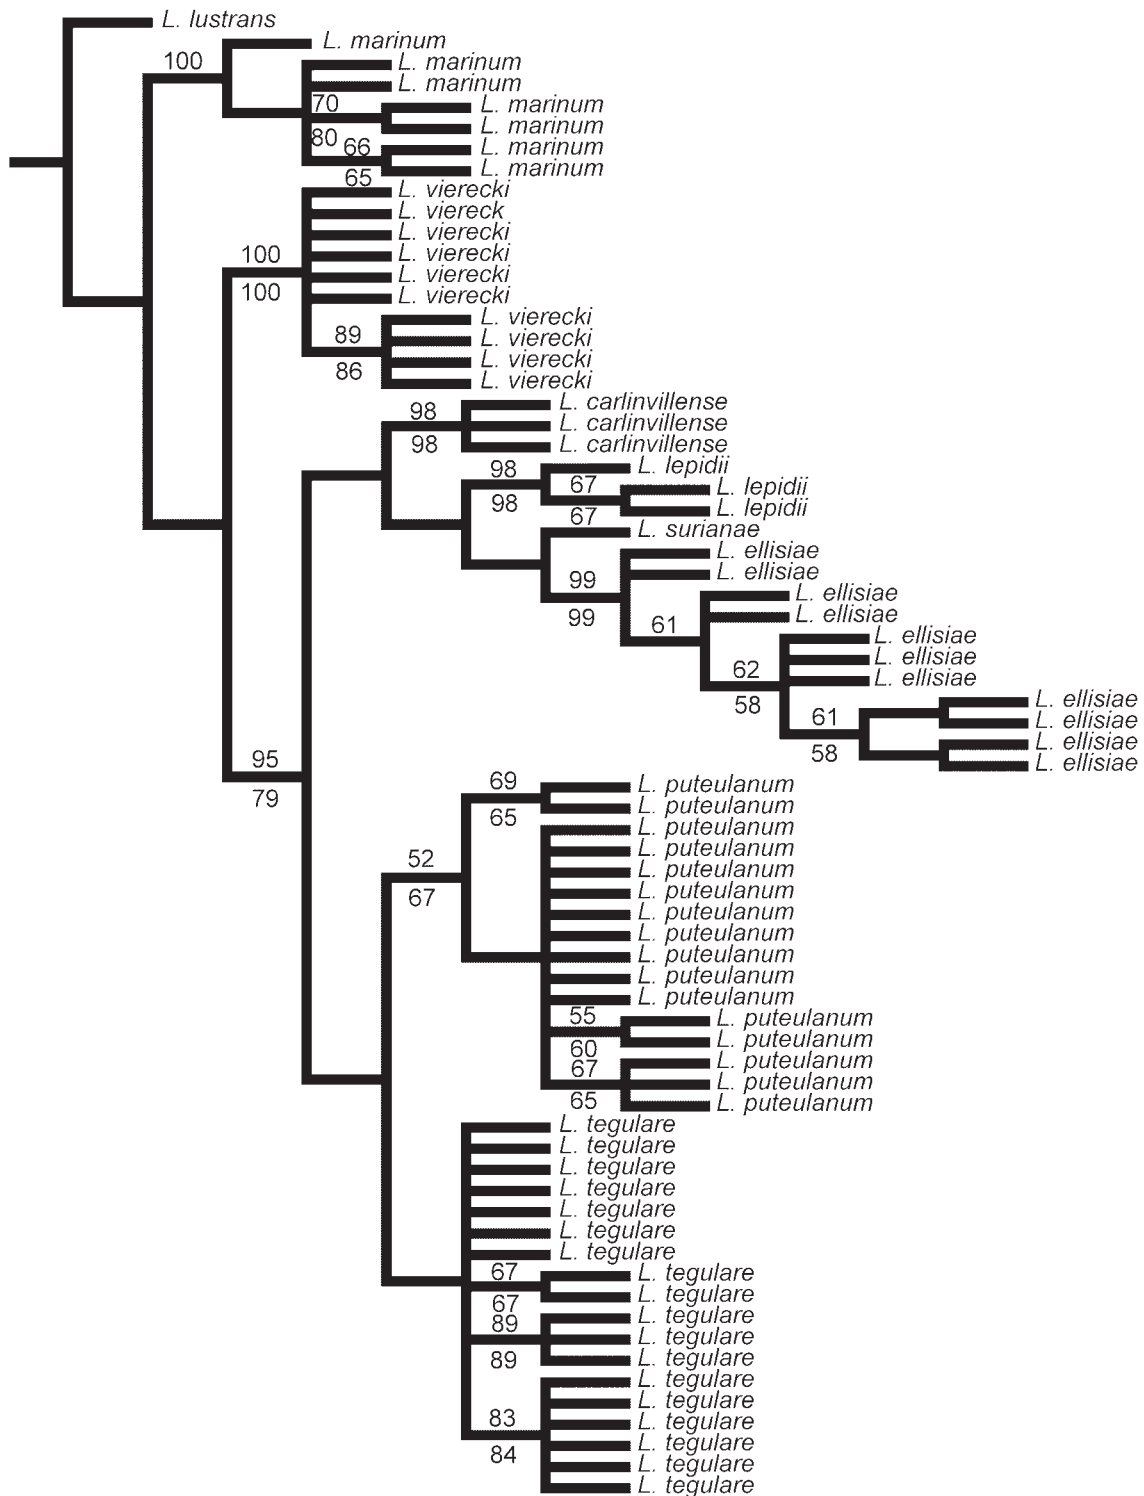 L. lustrans
L. marinum
100
L. marinum
L. marinum
70
L. marinum
L. marinum
80
66
L. marinum
L. marinum
65
L. vierecki
L. viereck
L. vierecki
100
L. vierecki
L. vierecki
100
L. vierecki
L. vierecki
89
L. vierecki
L. vierecki
86
L. vierecki
L. carlinvillense
98
L. carlinvillense
98
L. carlinvillense
98
L. lepidii
67
L. lepidii
98
L. lepidii
67
L. surianae
L. ellisiae
L. ellisiae
99
L. ellisiae
99
L. ellisiae
61
L. ellisiae
L. ellisiae
62
L. ellisiae
58
L. ellisiae
61
L. ellisiae
L. ellisiae
58
L. ellisiae
95
69
L. puteulanum
79
L. puteulanum
65
L. puteulanum
L. puteulanum
52
L. puteulanum
L. puteulanum
67
L. puteulanum
L. puteulanum
L. puteulanum
L. puteulanum
L. puteulanum
55
L. puteulanum
L. puteulanum
60
67
L. puteulanum
L. puteulanum
65
L. puteulanum
L. tegulare
L. tegulare
L. tegulare
L. tegulare
L. tegulare
L. tegulare
L. tegulare
67
L. tegulare
L. tegulare
67
89
L. tegulare
L. tegulare
89
L. tegulare
L. tegulare
L. tegulare
83
L. tegulare
L. tegulare
84
L. tegulare
L. tegulare